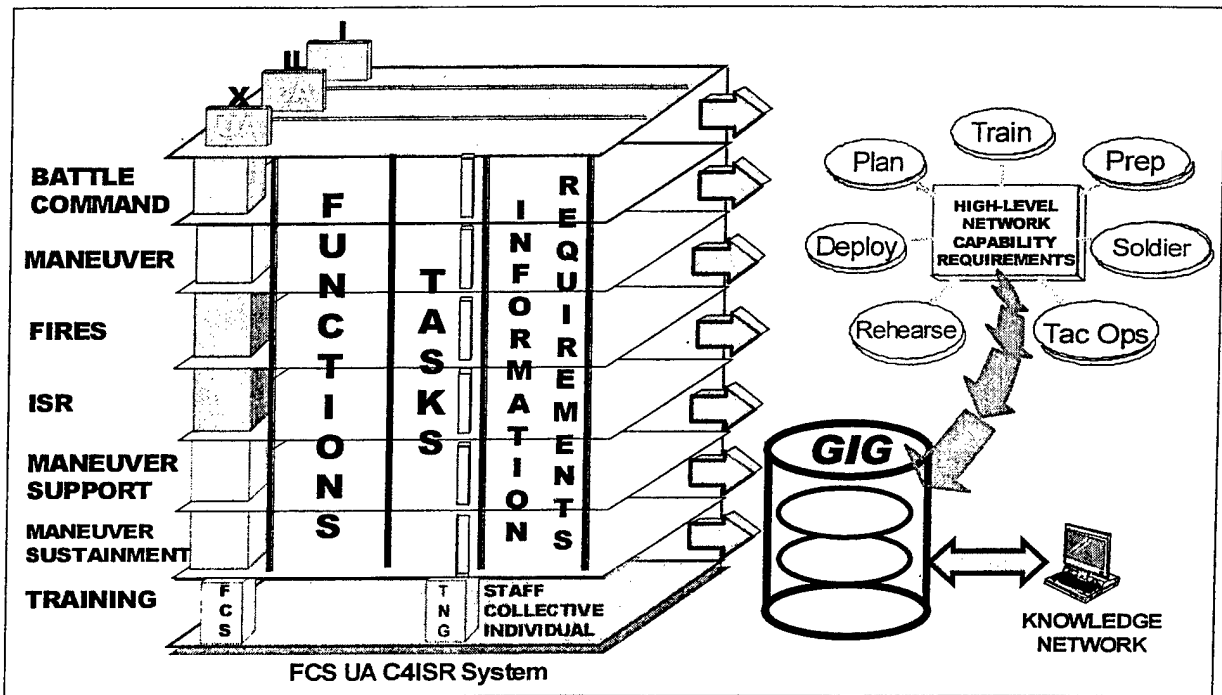 I
II
X
UA
BATTLE
COMMAND
MANEUVER
FIRES
ISR
MANEUVER
SUPPORT
MANEUVER
SUSTAINMENT
TRAINING
FUNCTIONS
TASKS
INFORMATION
REQUIREMENTS
FCS
TNG
STAFF
COLLECTIVE
INDIVIDUAL
FCS UA C4ISR System
Train
Plan
Prep
HIGH-LEVEL
NETWORK
CAPABILITY
REQUIREMENTS
Deploy
Soldier
Rehearse
Tac Ops
GIG
KNOWLEDGE
NETWORK